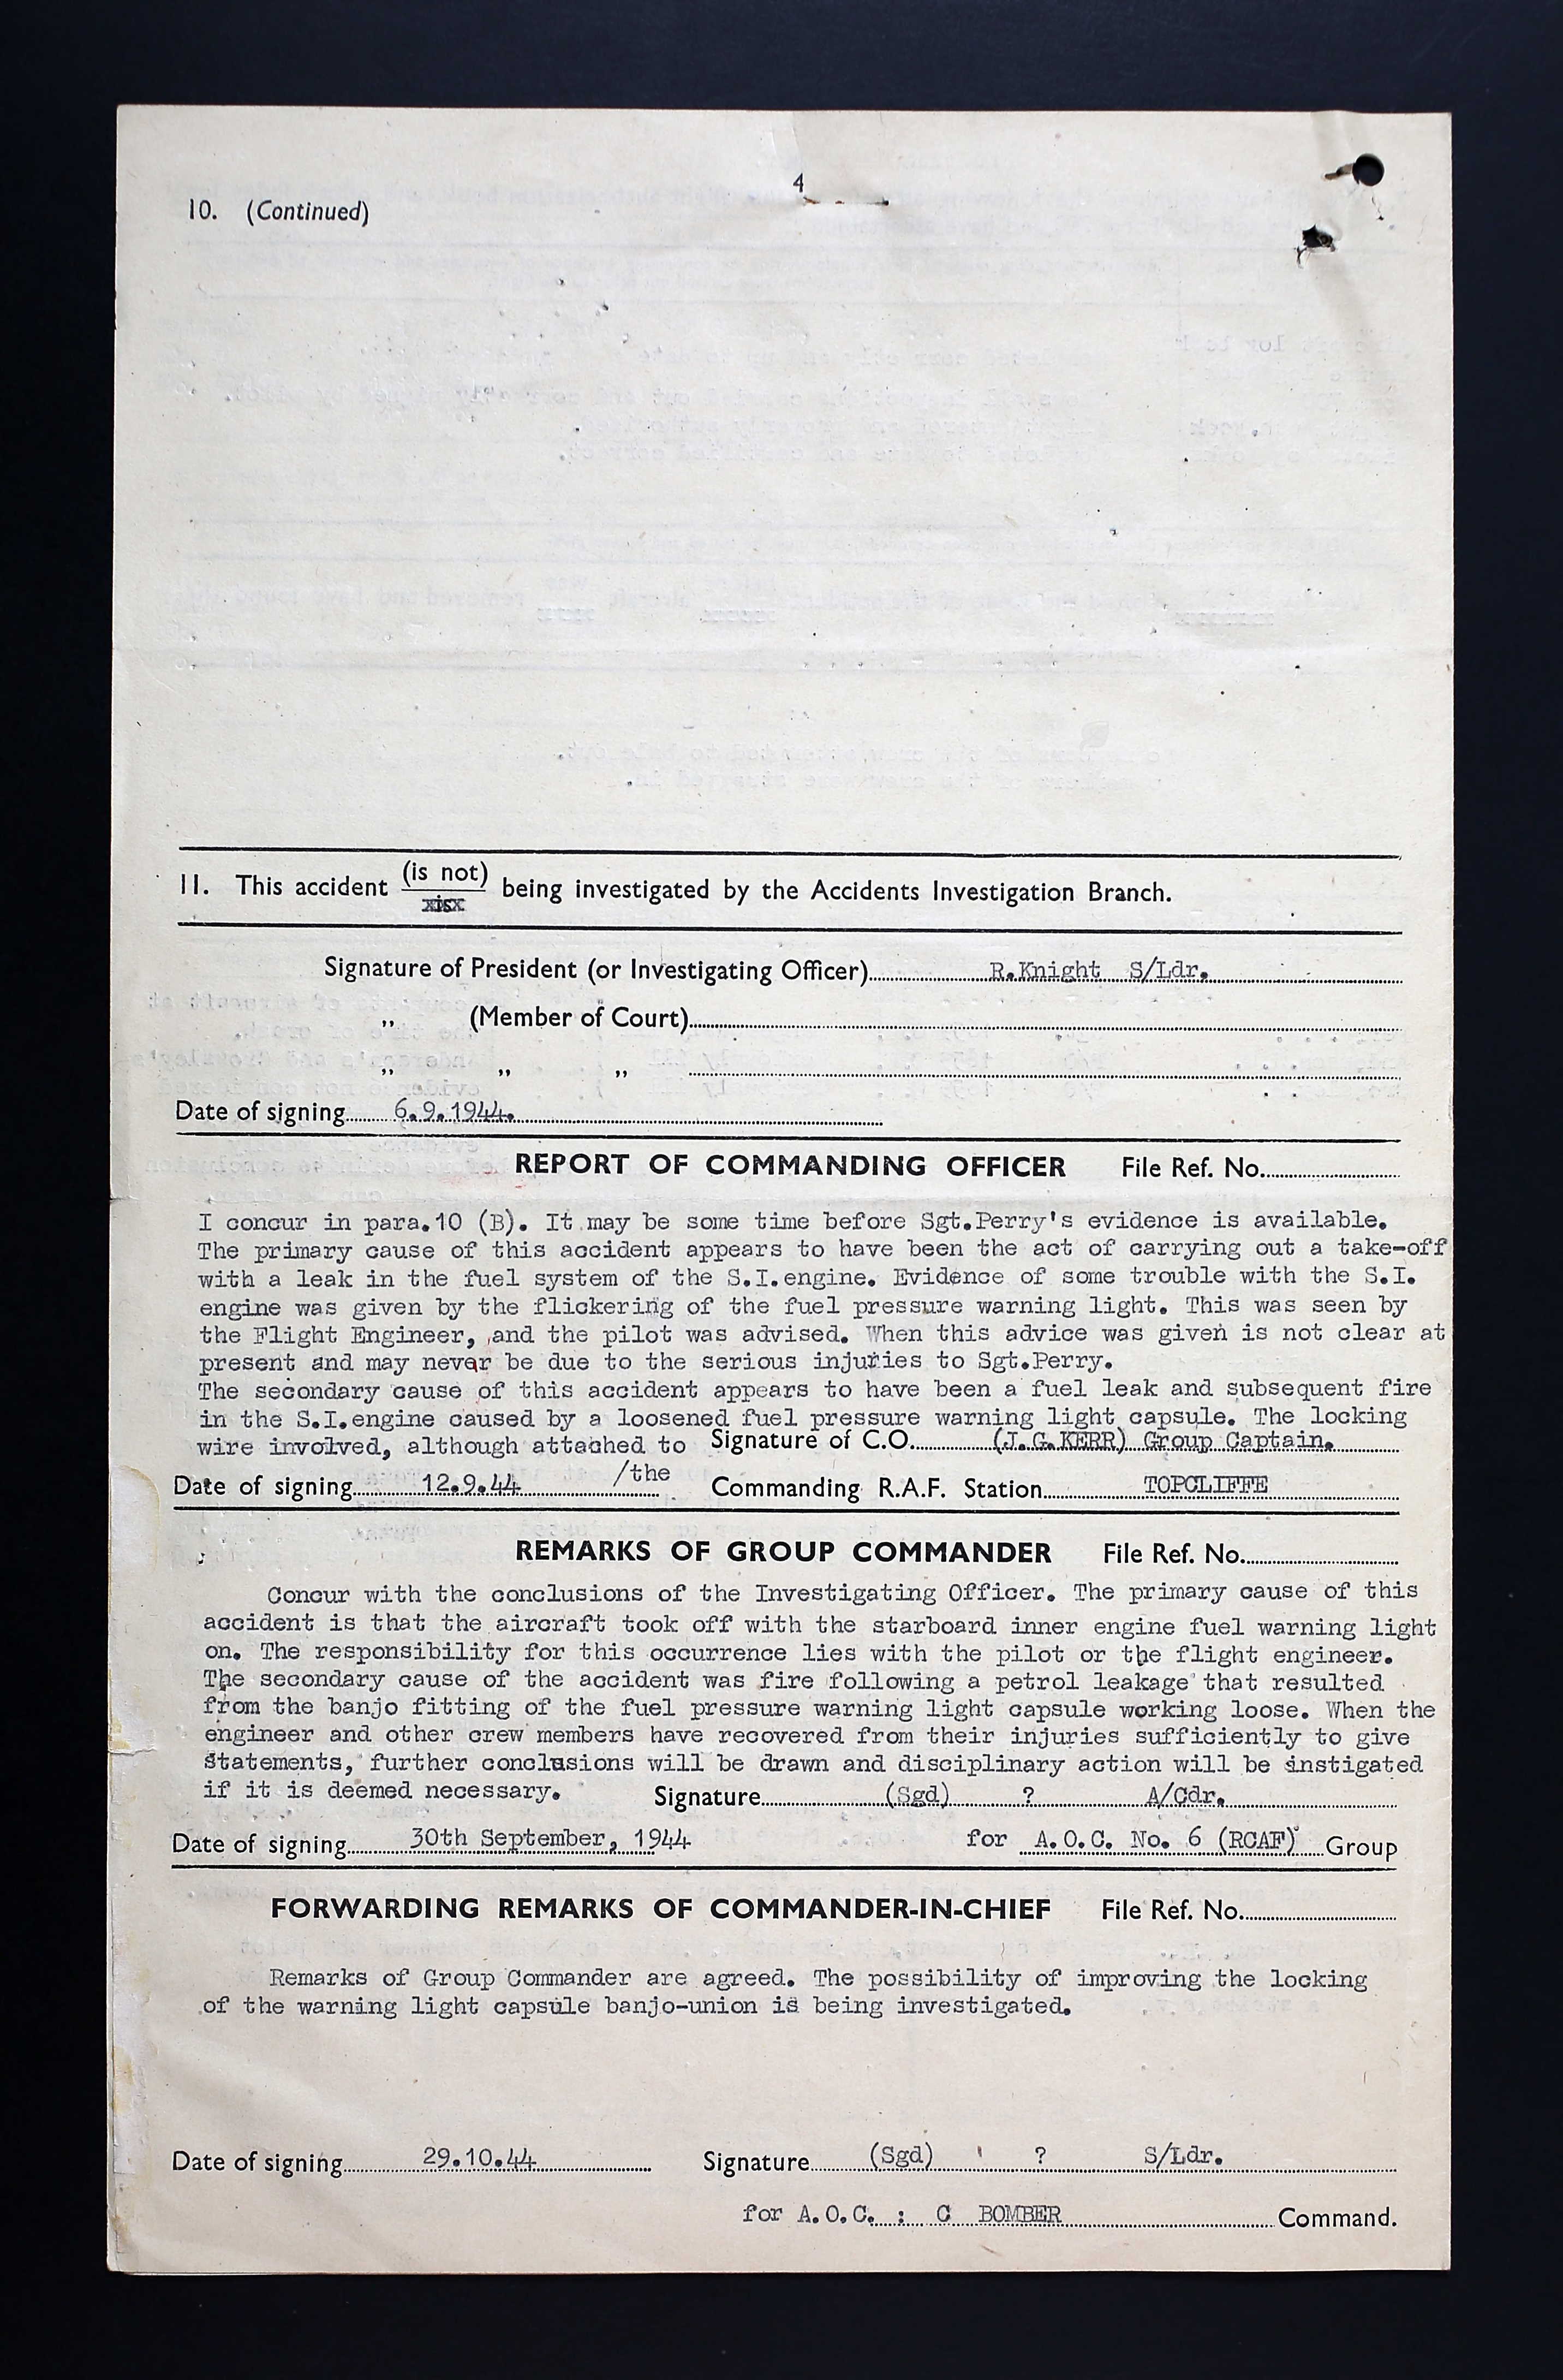 4
10. (Continued)
11. This accident (is not) being investigated by the Accidents Investigation Branch.
xisx
Signature of President (or Investigating Officer) R.Knight S/Ldr.
,, (Member of Court)
,, ,, ,,
Date of signing 6.9.1944.
REPORT OF COMMANDING OFFICER File Ref. No.
I concur in para.10 (B). It may be some time before Sgt.Perry's evidence is available.
The primary cause of this accident appears to have been the act of carrying out a take-off
with a leak in the fuel system of the S.I.engine. Evidence of some trouble with the S.I.
engine was given by the flickering of the fuel pressure warning light. This was seen by
the Flight Engineer, and the pilot was advised. When this advice was given is not clear at
present and may never be due to the serious injuries to Sgt.Perry.
The secondary cause of this accident appears to have been a fuel leak and subsequent fire
in the S.I.engine caused by a loosened fuel pressure warning light capsule. The locking
wire involved, although attached to Signature of C.O. (J.G.KERR) Group Captain.
/the
Date of signing 12.9.44 Commanding R.A.F. Station TOPCLIFFE
REMARKS OF GROUP COMMANDER File Ref. No.
Concur with the conclusions of the Investigating Officer. The primary cause of this
accident is that the aircraft took off with the starboard inner engine fuel warning light
on. The responsibility for this occurrence lies with the pilot or the flight engineer.
The secondary cause of the accident was fire following a petrol leakage that resulted
from the banjo fitting of the fuel pressure warning light capsule working loose. When the
engineer and other crew members have recovered from their injuries sufficiently to give
statements, further conclusions will be drawn and disciplinary action will be instigated
if it is deemed necessary. Signature (Sgd) ? A/Cdr.
Date of signing 30th September, 1944 for A.O.C. No. 6 (RCAF) Group
FORWARDING REMARKS OF COMMANDER-IN-CHIEF File Ref. No.
Remarks of Group Commander are agreed. The possibility of improving the locking
of the warning light capsule banjo-union is being investigated.
Date of signing 29.10.44 Signature (Sgd) ? S/Ldr.
for A.O.C. : C BOMBER Command.